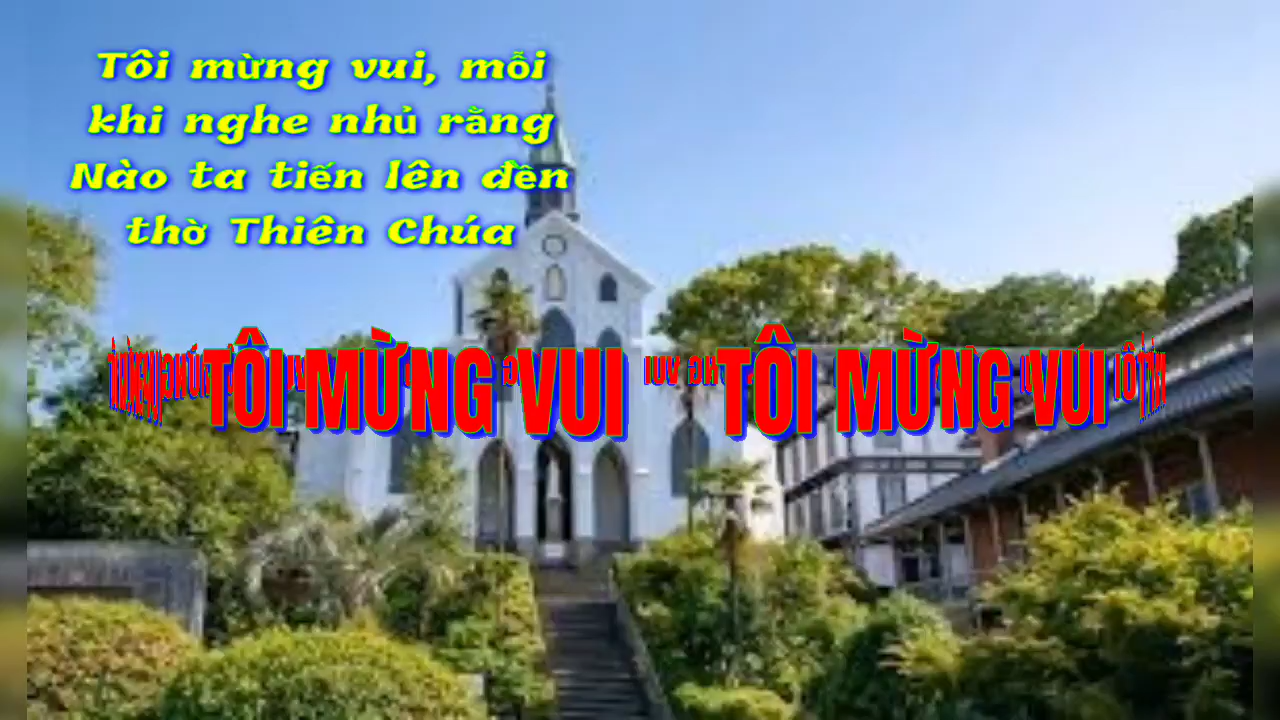 Tôi mừng vui, mỗi
khi nghe nhủ rằng
Nào ta tiến lên đền
thờ Thiên Chúa
TÔI MỪNG VUI TÔI MỪNG VUI